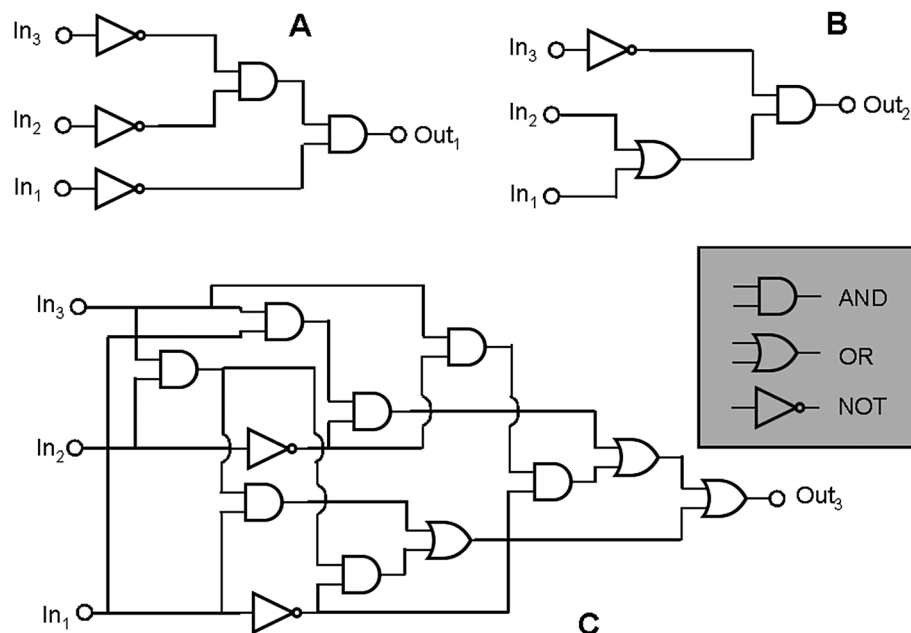 A
In₃
In₂
In₁
Out₁
B
In₃
In₂
In₁
Out₂
In₃
In₂
In₁
Out₃
C
AND
OR
NOT